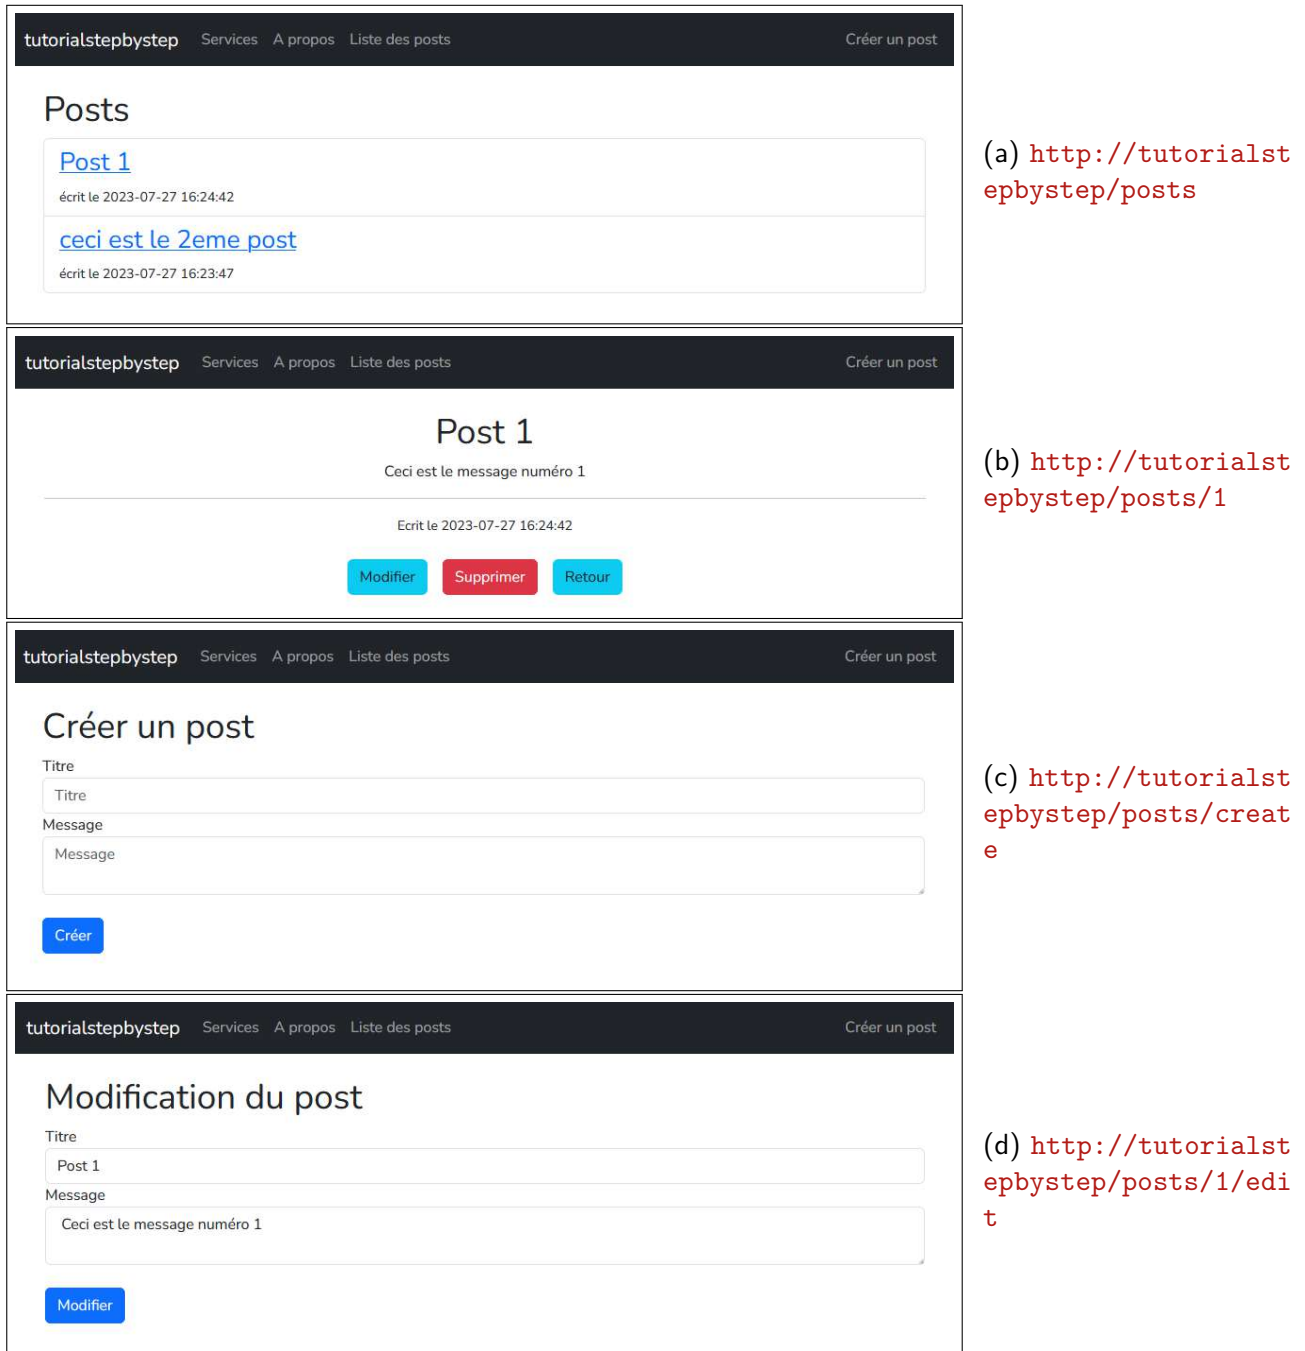 tutorialstepbystep Services A propos Liste des posts Créer un post
Posts
Post 1
écrit le 2023-07-27 16:24:42
ceci est le 2eme post
écrit le 2023-07-27 16:23:47
(a) http://tutorialst
epbystep/posts
tutorialstepbystep Services A propos Liste des posts Créer un post
Post 1
Ceci est le message numéro 1
Ecrit le 2023-07-27 16:24:42
Modifier Supprimer Retour
(b) http://tutorialst
epbystep/posts/1
tutorialstepbystep Services A propos Liste des posts Créer un post
Créer un post
Titre
Titre
Message
Message
Créer
(c) http://tutorialst
epbystep/posts/creat
e
tutorialstepbystep Services A propos Liste des posts Créer un post
Modification du post
Titre
Post 1
Message
Ceci est le message numéro 1
Modifier
(d) http://tutorialst
epbystep/posts/1/edi
t